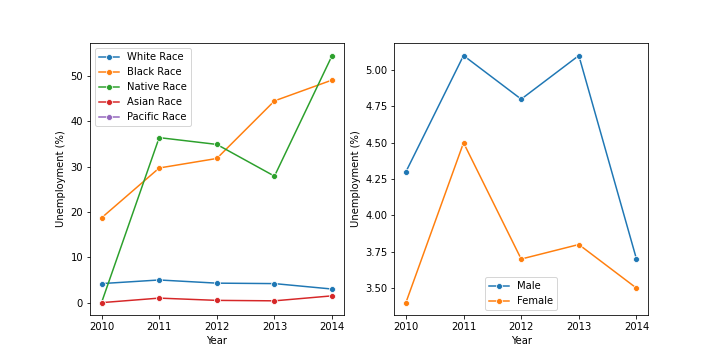 White Race
Black Race
Native Race
Asian Race
Pacific Race
Unemployment (%)
50
40
30
20
10
0
2010 2011 2012 2013 2014
Year
Unemployment (%)
5.00
4.75
4.50
4.25
4.00
3.75
3.50
Male
Female
2010 2011 2012 2013 2014
Year